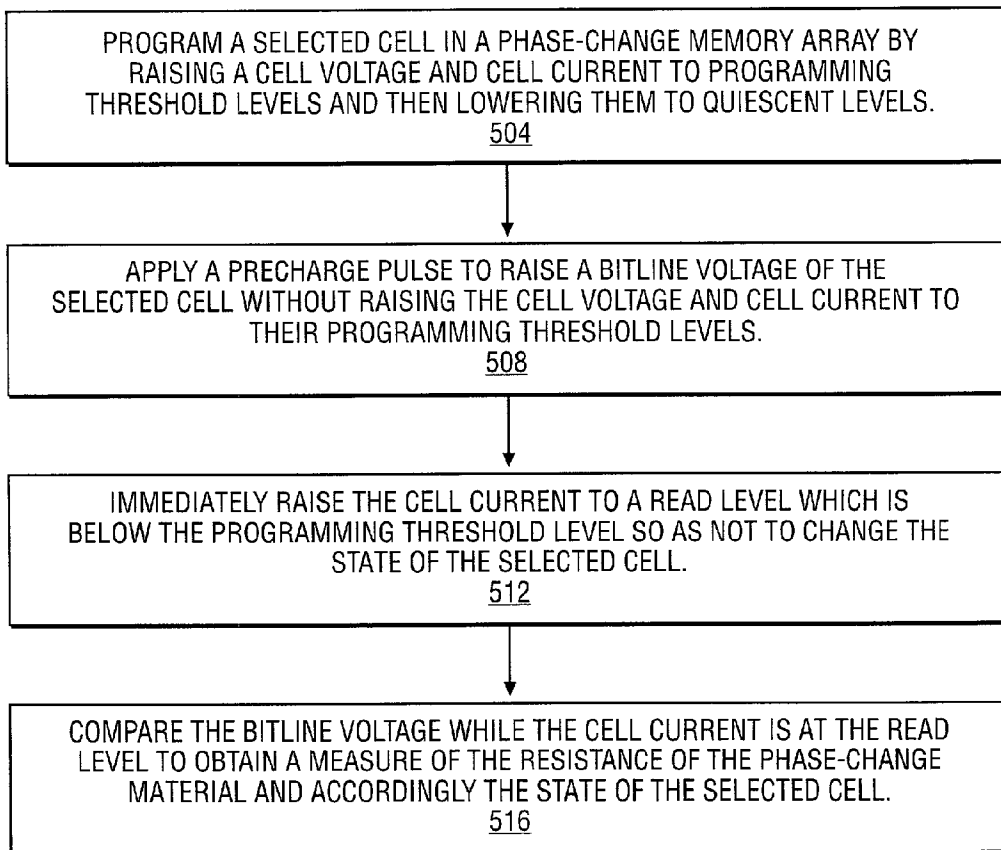 PROGRAM A SELECTED CELL IN A PHASE-CHANGE MEMORY ARRAY BY
RAISING A CELL VOLTAGE AND CELL CURRENT TO PROGRAMMING
THRESHOLD LEVELS AND THEN LOWERING THEM TO QUIESCENT LEVELS.
504
APPLY A PRECHARGE PULSE TO RAISE A BITLINE VOLTAGE OF THE
SELECTED CELL WITHOUT RAISING THE CELL VOLTAGE AND CELL CURRENT TO
THEIR PROGRAMMING THRESHOLD LEVELS.
508
IMMEDIATELY RAISE THE CELL CURRENT TO A READ LEVEL WHICH IS
BELOW THE PROGRAMMING THRESHOLD LEVEL SO AS NOT TO CHANGE THE
STATE OF THE SELECTED CELL.
512
COMPARE THE BITLINE VOLTAGE WHILE THE CELL CURRENT IS AT THE READ
LEVEL TO OBTAIN A MEASURE OF THE RESISTANCE OF THE PHASE-CHANGE
MATERIAL AND ACCORDINGLY THE STATE OF THE SELECTED CELL.
516